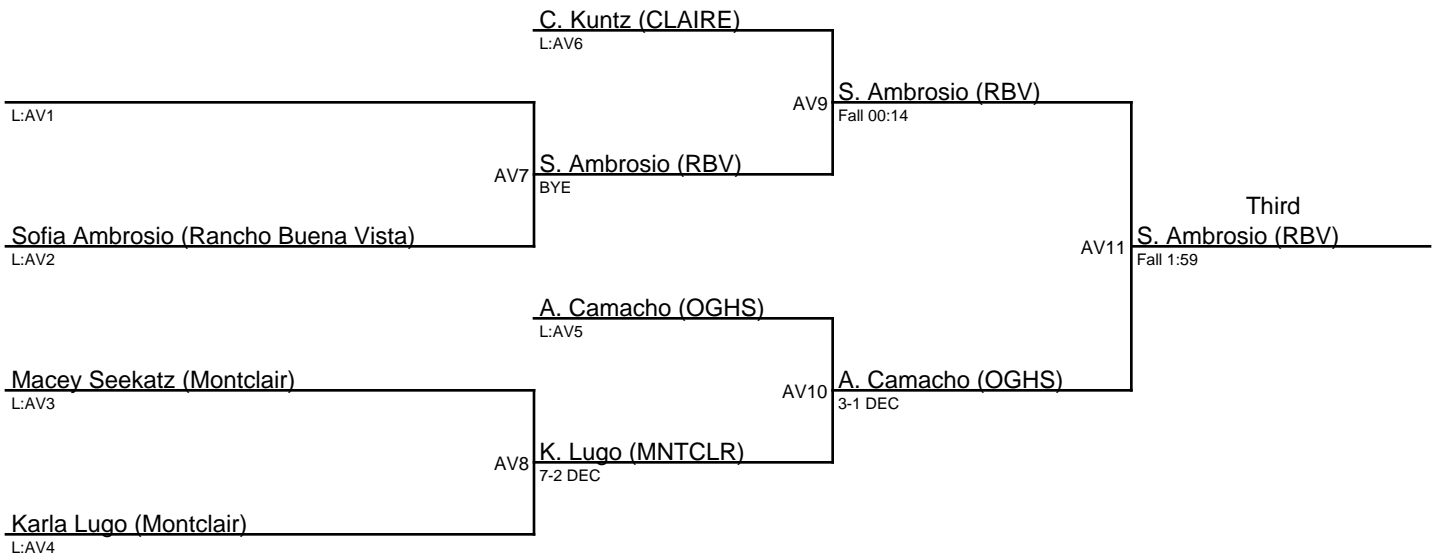 C. Kuntz (CLAIRE)
L:AV6
L:AV1
AV9
S. Ambrosio (RBV)
Fall 00:14
AV7
S. Ambrosio (RBV)
BYE
Third
Sofia Ambrosio (Rancho Buena Vista)
L:AV2
AV11
S. Ambrosio (RBV)
Fall 1:59
A. Camacho (OGHS)
L:AV5
Macey Seekatz (Montclair)
L:AV3
AV10
A. Camacho (OGHS)
3-1 DEC
AV8
K. Lugo (MNTCLR)
7-2 DEC
Karla Lugo (Montclair)
L:AV4